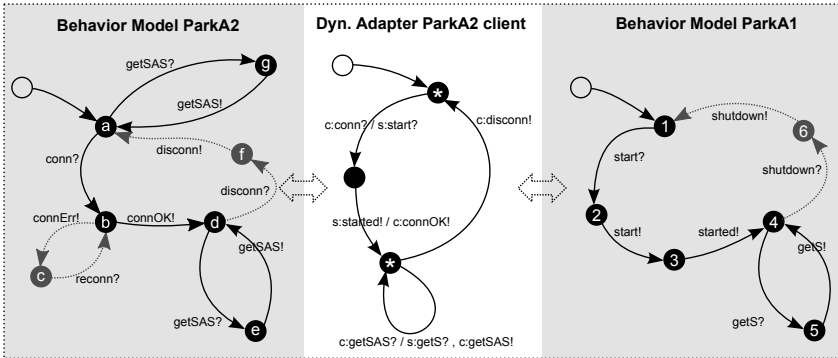 Behavior Model ParkA2
Dyn. Adapter ParkA2 client
Behavior Model ParkA1
getSAS?
g
getSAS!
a
conn?
disconn!
f
disconn?
connErr!
b
connOK!
d
c
reconn?
getSAS!
getSAS?
e
*
c:conn? / s:start?
c:disconn!
s:started! / c:connOK!
*
c:getSAS? / s:getS? , c:getSAS!
1
shutdown!
6
start?
shutdown?
2
4
start!
started!
3
getS!
getS?
5